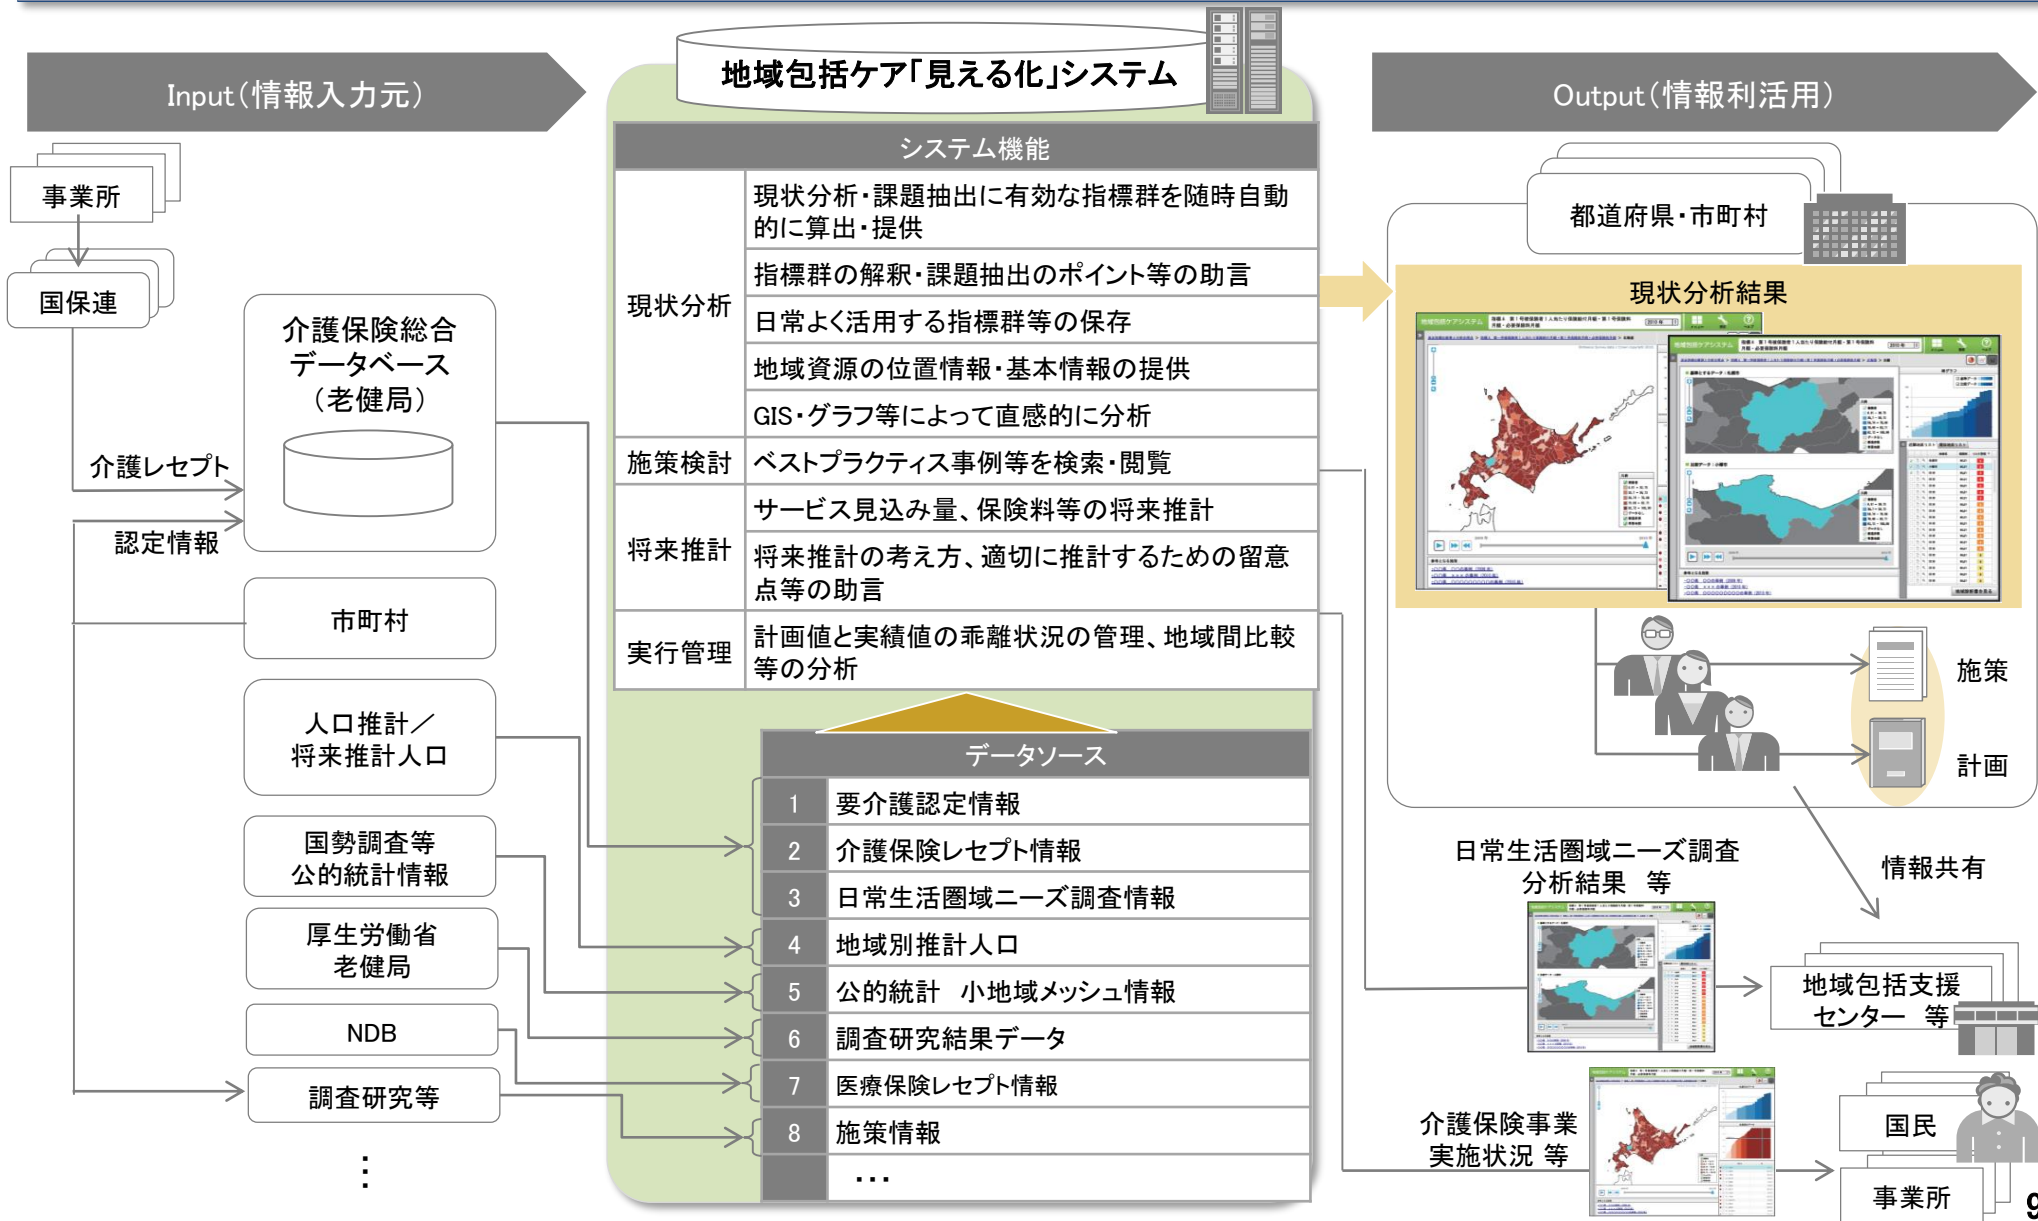 地域包括ケア「見える化」システム
Input（情報入力元）
Output（情報利活用）
事業所
国保連
介護保険総合
データベース
（老健局）
介護レセプト
認定情報
市町村
人口推計／
将来推計人口
国勢調査等
公的統計情報
厚生労働省
老健局
NDB
調査研究等
⋮
システム機能
現状分析
現状分析・課題抽出に有効な指標群を随時自動
的に算出・提供
指標群の解釈・課題抽出のポイント等の助言
日常よく活用する指標群等の保存
地域資源の位置情報・基本情報の提供
GIS・グラフ等によって直感的に分析
施策検討
ベストプラクティス事例等を検索・閲覧
将来推計
サービス見込み量、保険料等の将来推計
将来推計の考え方、適切に推計するための留意
点等の助言
実行管理
計画値と実績値の乖離状況の管理、地域間比較
等の分析
データソース
1 要介護認定情報
2 介護保険レセプト情報
3 日常生活圏域ニーズ調査情報
4 地域別推計人口
5 公的統計　小地域メッシュ情報
6 調査研究結果データ
7 医療保険レセプト情報
8 施策情報
…
都道府県・市町村
現状分析結果
地域包括ケアシステム
施策
計画
日常生活圏域ニーズ調査
分析結果　等
情報共有
地域包括支援
センター　等
介護保険事業
実施状況 等
国民
事業所
9